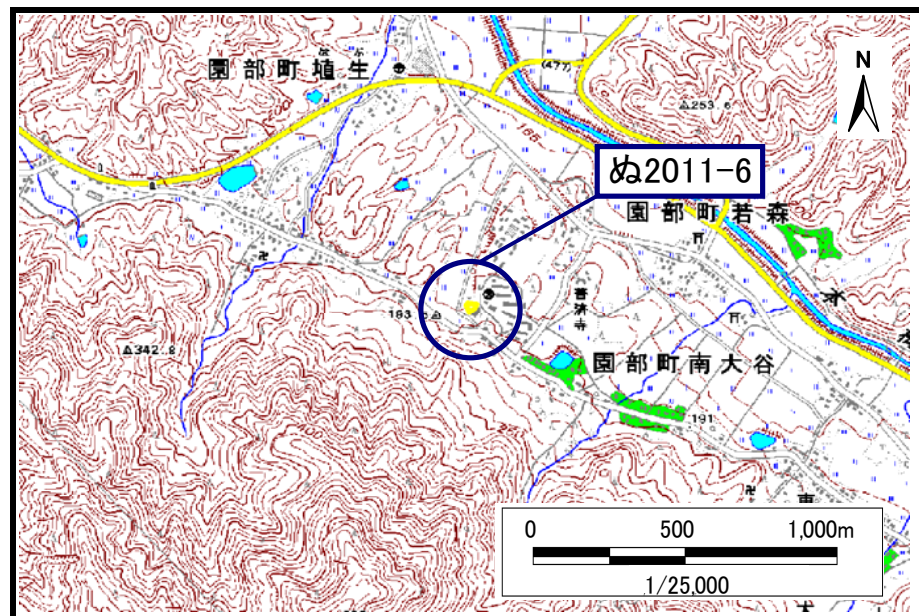 園部町埴生
(477)
253.6
N
ぬ2011-6
園部町若森
163
普済寺
342.8
園部町南大谷
191
0 500 1,000m
1/25,000